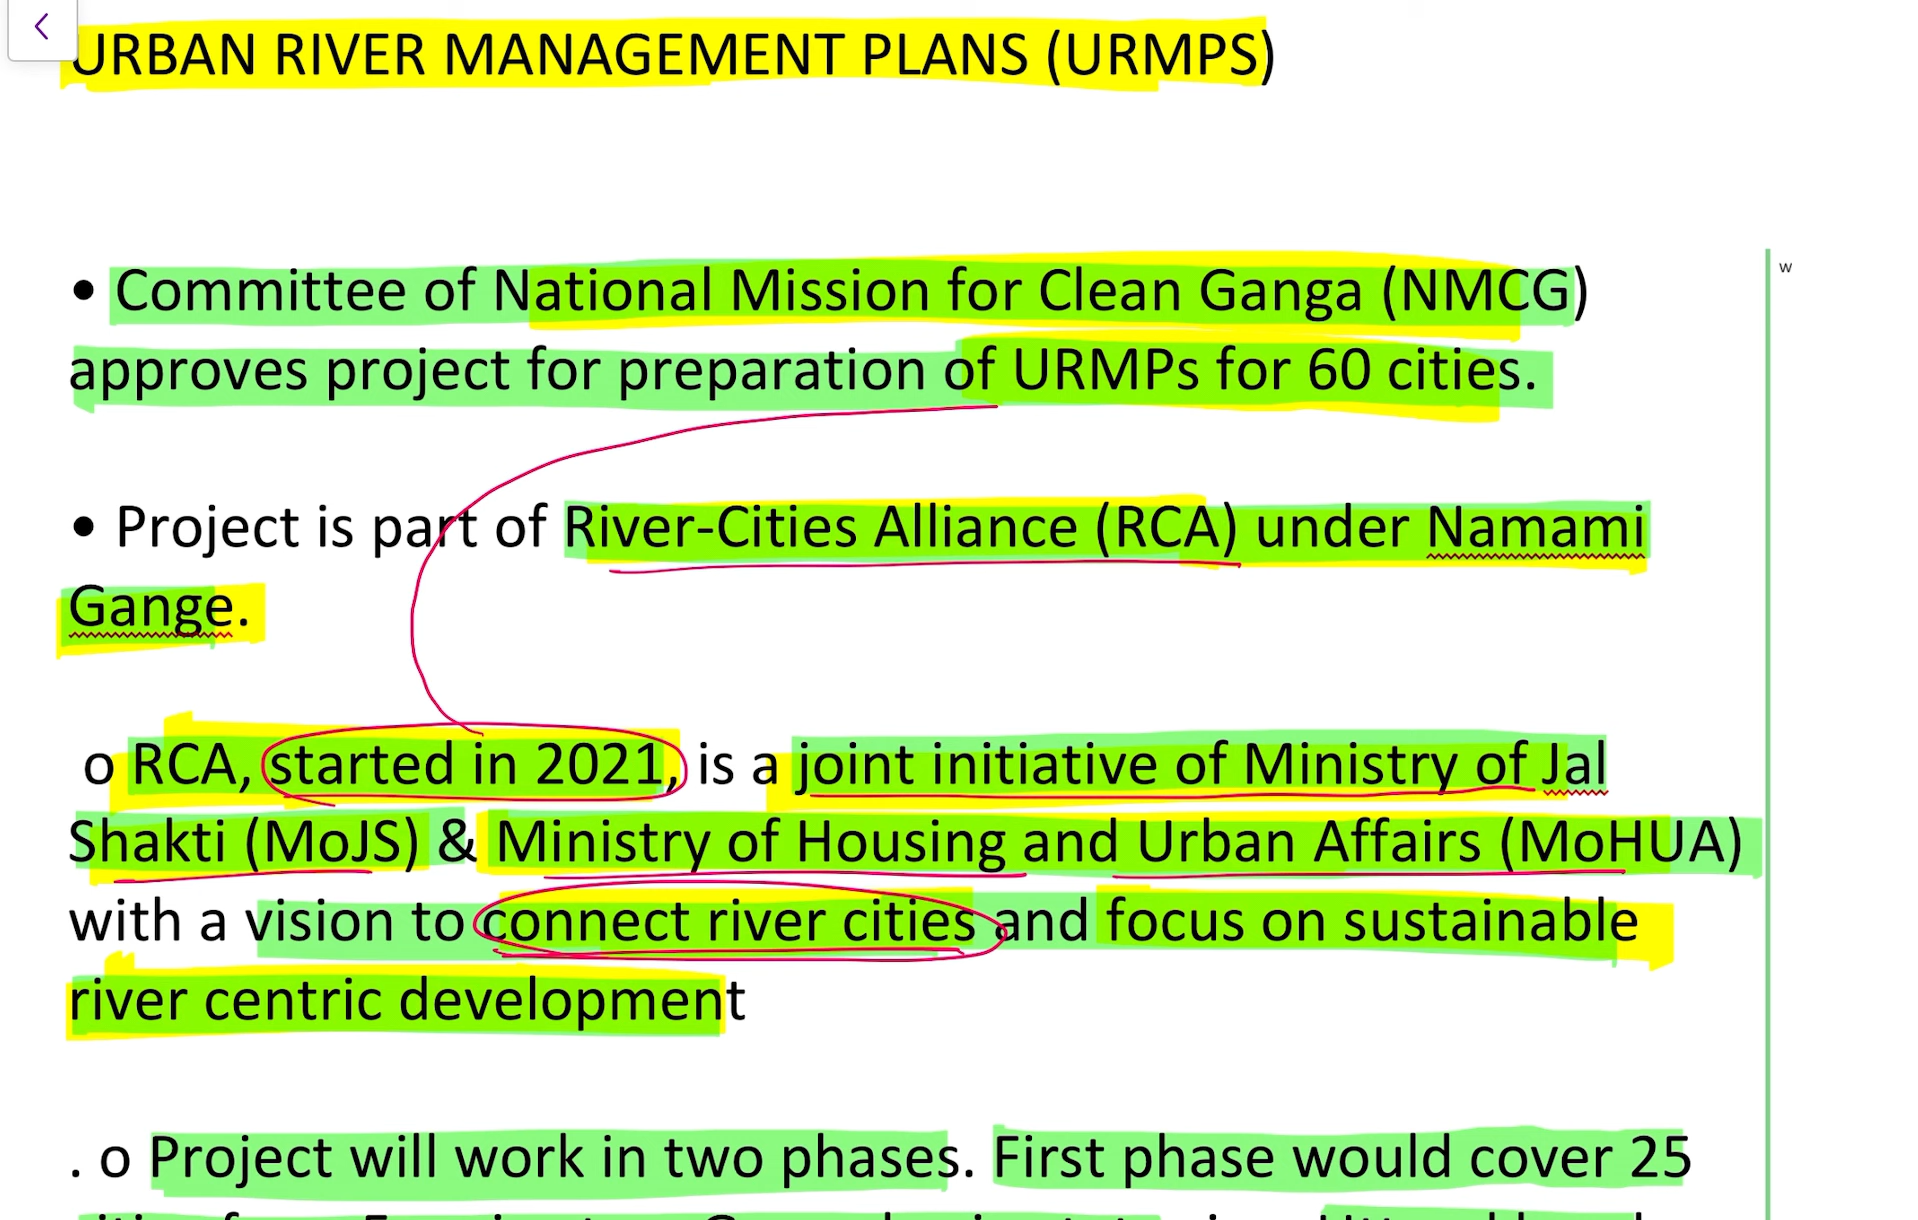 URBAN RIVER MANAGEMENT PLANS (URMPS)
• Committee of National Mission for Clean Ganga (NMCG)
approves project for preparation of URMPs for 60 cities.
w
• Project is part of River-Cities Alliance (RCA) under Namami
Gange.
o RCA, started in 2021, is a joint initiative of Ministry of Jal
Shakti (MoJS) & Ministry of Housing and Urban Affairs (MoHUA)
with a vision to connect river cities and focus on sustainable
river centric development
. o Project will work in two phases. First phase would cover 25